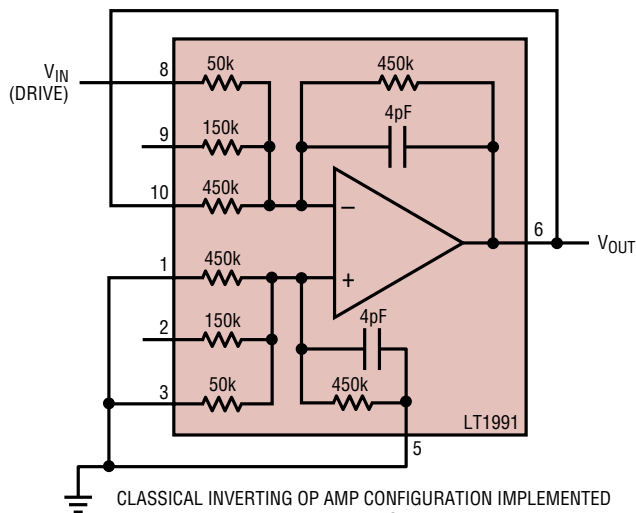 V_IN
(DRIVE)
8
50k
450k
4pF
9
150k
10
450k
–
6
V_OUT
1
450k
+
4pF
2
150k
3
50k
450k
LT1991
5
CLASSICAL INVERTING OP AMP CONFIGURATION IMPLEMENTED